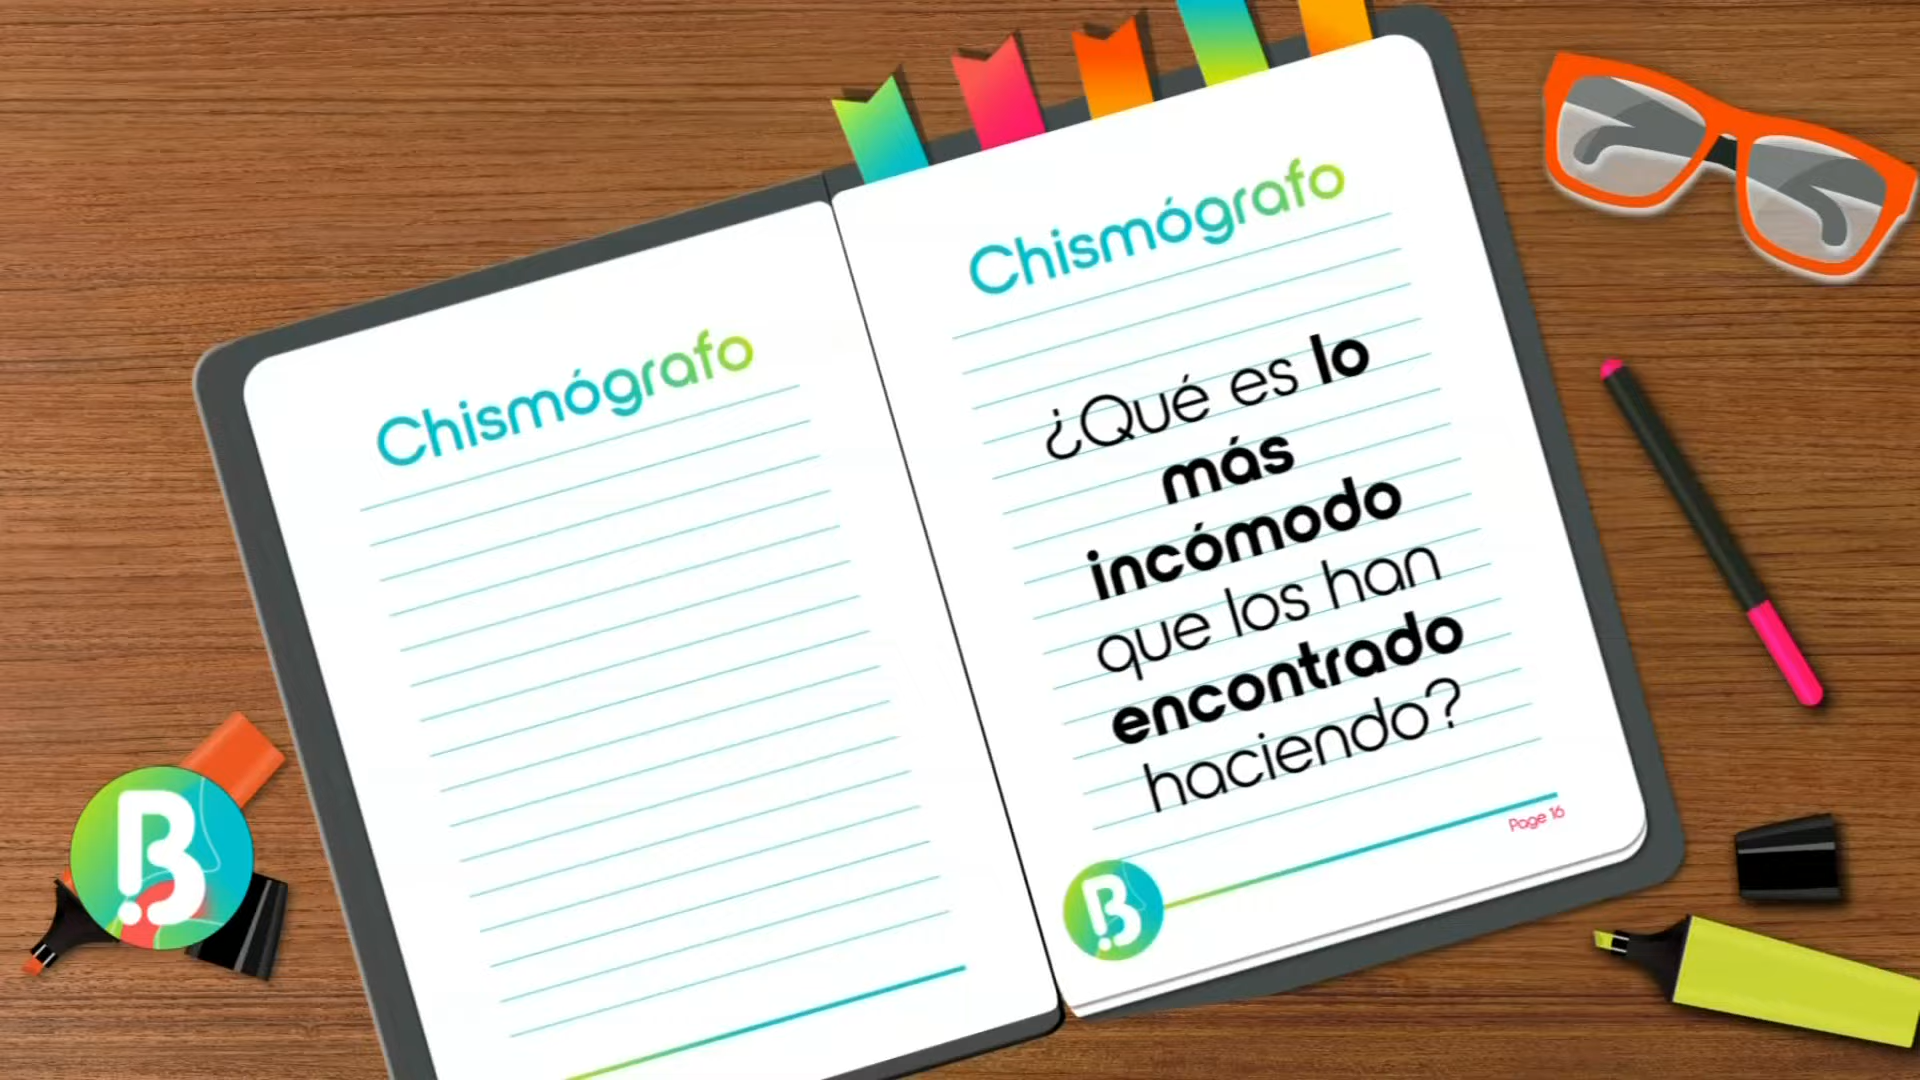 Chismógrafo
Chismógrafo
¿Qué es lo
más
incómodo
que los han
encontrado
haciendo?
Page 16
B
B